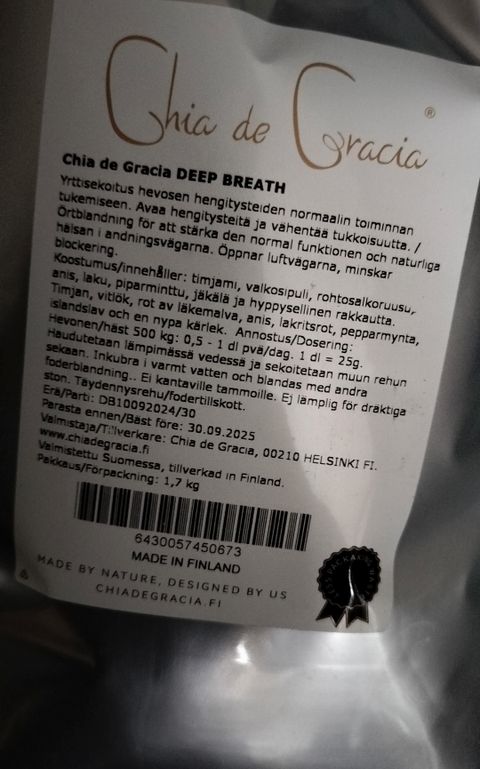 Chia de Gracia®
Chia de Gracia DEEP BREATH
Yrttisekoitus hevosen hengitysteiden normaalin toiminnan
tukemiseen. Avaa hengitysteitä ja vähentää tukkoisuutta. /
Örtblandning för att stärka den normal funktionen och naturliga
hälsan i andningsvägarna. Öppnar luftvägarna, minskar
blockering.
Koostumus/innehåller: timjami, valkosipuli, rohtosalkoruusu,
anis, laku, piparminttu, jäkälä ja hyppysellinen rakkautta.
Timjan, vitlök, rot av läkemalva, anis, lakritsrot, pepparmynta,
islandslav och en nypa kärlek. Annostus/Dosering:
Hevonen/häst 500 kg: 0,5 - 1 dl pvä/dag. 1 dl = 25g.
Haudutetaan lämpimässä vedessä ja sekoitetaan muun rehun
sekaan. Inkubra i varmt vatten och blandas med andra
foderblandning.. Ei kantaville tammoille. Ej lämplig för dräktiga
ston. Täydennysrehu/fodertillskott.
Erä/Parti: DB10092024/30
Parasta ennen/Bäst före: 30.09.2025
Valmistaja/Tillverkare: Chia de Gracia, 00210 HELSINKI FI.
www.chiadegracia.fi
Valmistettu Suomessa, tillverkad in Finland.
Pakkaus/Förpackning: 1,7 kg
6430057450673
MADE IN FINLAND
MADE BY NATURE, DESIGNED BY US
CHIADEGRACIA.FI